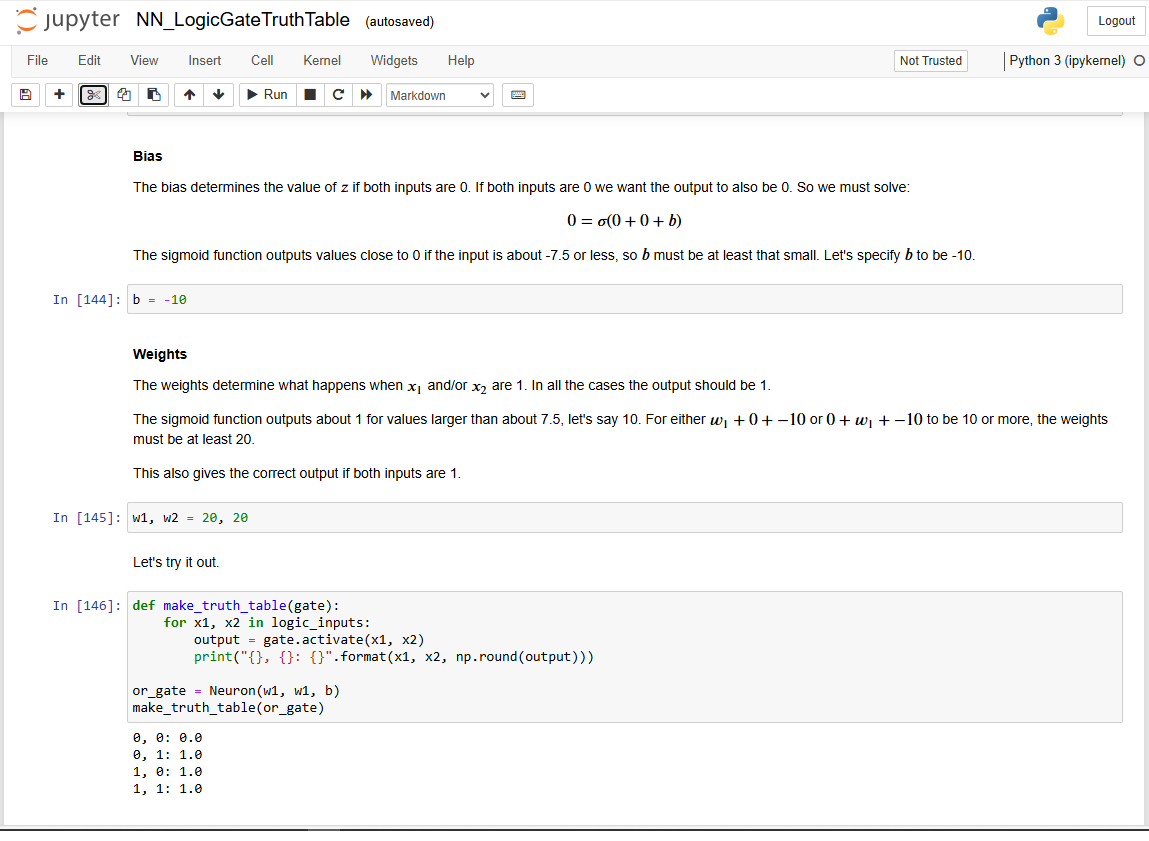 jupyter NN_LogicGateTruthTable (autosaved)
Logout
File Edit View Insert Cell Kernel Widgets Help
Not Trusted
Python 3 (ipykernel)
Run
Markdown
Bias
The bias determines the value of z if both inputs are 0. If both inputs are 0 we want the output to also be 0. So we must solve:
0 = σ(0 + 0 + b)
The sigmoid function outputs values close to 0 if the input is about -7.5 or less, so b must be at least that small. Let's specify b to be -10.
In [144]: b = -10
Weights
The weights determine what happens when x₁ and/or x₂ are 1. In all the cases the output should be 1.
The sigmoid function outputs about 1 for values larger than about 7.5, let's say 10. For either w₁ + 0 + −10 or 0 + w₁ + −10 to be 10 or more, the weights
must be at least 20.
This also gives the correct output if both inputs are 1.
In [145]: w1, w2 = 20, 20
Let's try it out.
In [146]: def make_truth_table(gate):
    for x1, x2 in logic_inputs:
        output = gate.activate(x1, x2)
        print("{}, {}: {}".format(x1, x2, np.round(output)))
or_gate = Neuron(w1, w1, b)
make_truth_table(or_gate)
0, 0: 0.0
0, 1: 1.0
1, 0: 1.0
1, 1: 1.0